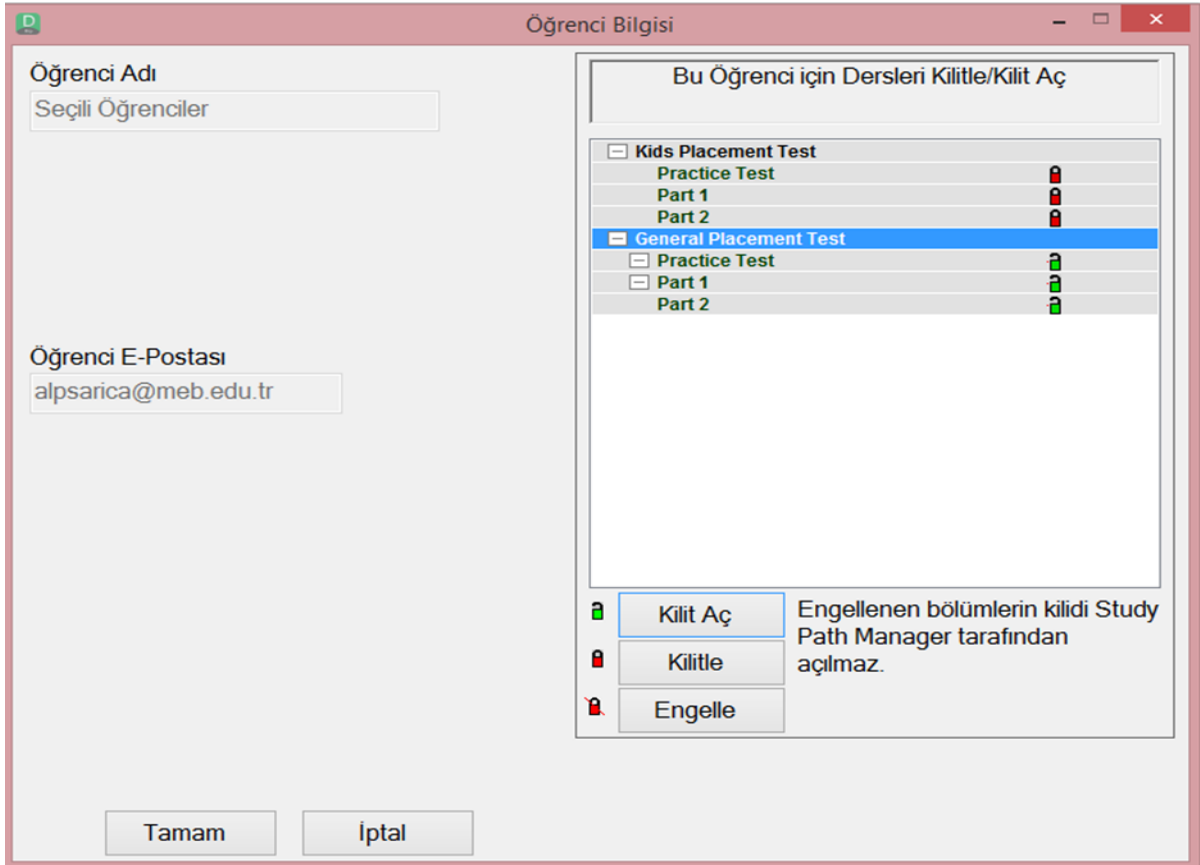 Öğrenci Bilgisi
Öğrenci Adı
Seçili Öğrenciler
Öğrenci E-Postası
alpsarica@meb.edu.tr
Bu Öğrenci için Dersleri Kilitle/Kilit Aç
Kids Placement Test
Practice Test
Part 1
Part 2
General Placement Test
Practice Test
Part 1
Part 2
Kilit Aç
Kilitle
Engelle
Engellenen bölümlerin kilidi Study
Path Manager tarafından
açılmaz.
Tamam
İptal